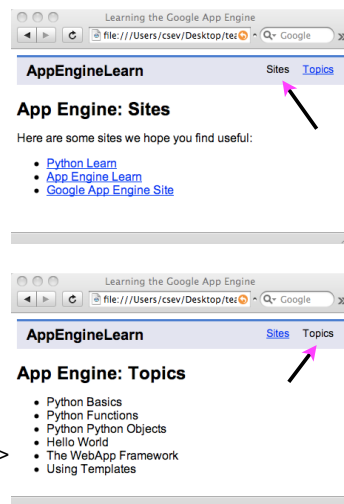 Learning the Google App Engine
file:///Users/csev/Desktop/tea
Google
AppEngineLearn
Sites
Topics
App Engine: Sites
Here are some sites we hope you find useful:
Python Learn
App Engine Learn
Google App Engine Site
Learning the Google App Engine
file:///Users/csev/Desktop/tea
Google
AppEngineLearn
Sites
Topics
App Engine: Topics
Python Basics
Python Functions
Python Python Objects
Hello World
>
The WebApp Framework
Using Templates